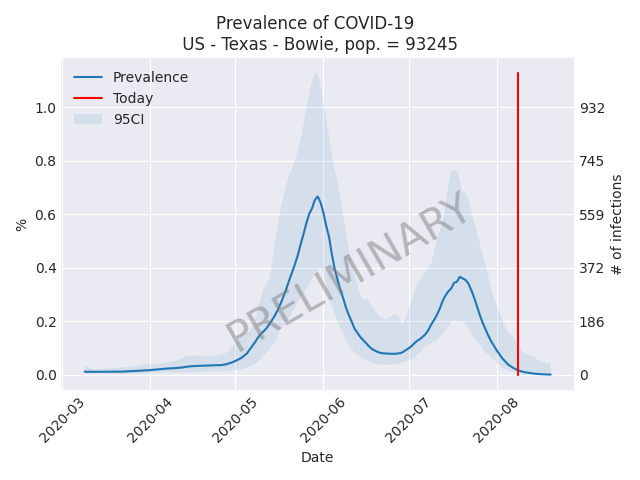 Prevalence of COVID-19
US - Texas - Bowie, pop. = 93245
Prevalence
Today
95CI
%
1.0
0.8
0.6
0.4
0.2
0.0
932
745
559
372
186
0
# of infections
PRELIMINARY
2020-03
2020-04
2020-05
2020-06
2020-07
2020-08
Date